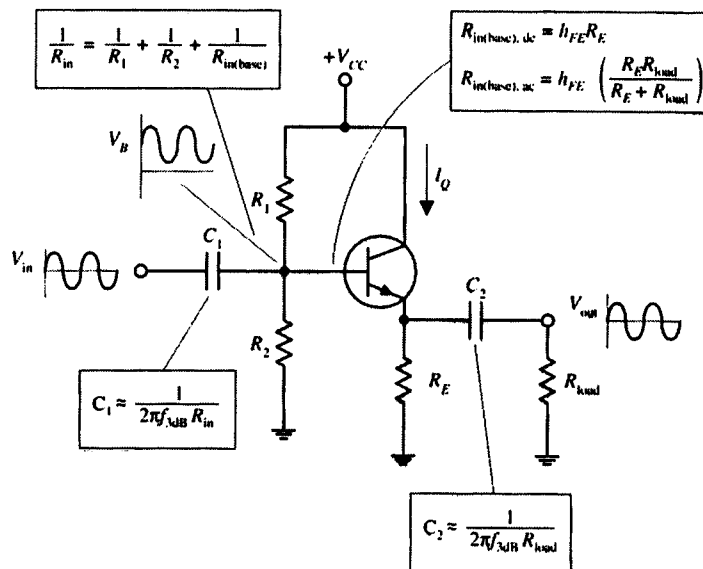 1/R_in = 1/R_1 + 1/R_2 + 1/R_in(base)
R_in(base), dc = h_FE R_E
R_in(base), ac = h_FE (R_E R_load / R_E + R_load)
+V_CC
V_B
I_Q
R_1
C_1
V_in
C_2
V_out
R_2
R_E
R_load
C_1 ≈ 1/2πf_3dB R_in
C_2 ≈ 1/2πf_3dB R_load